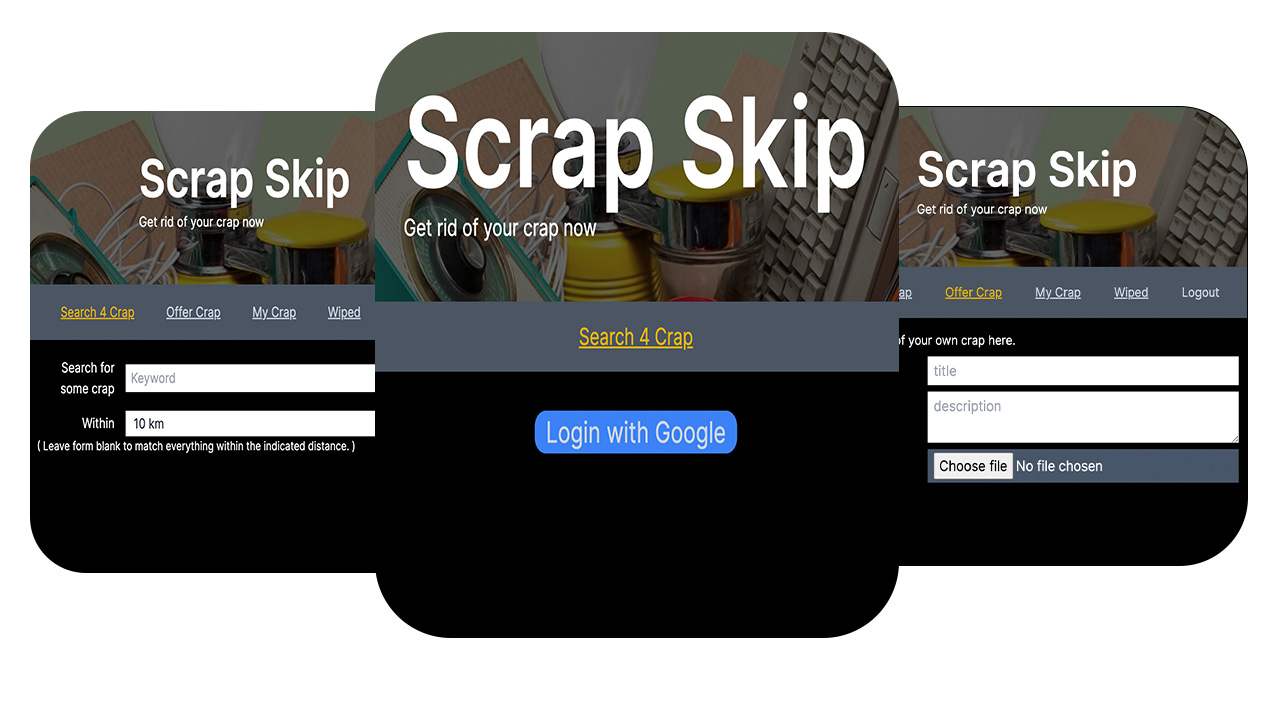 Scrap Skip
Get rid of your crap now
Search 4 Crap Offer Crap My Crap Wiped
Search for
some crap
Keyword
Within
10 km
( Leave form blank to match everything within the indicated distance. )
Scrap Skip
Get rid of your crap now
Search 4 Crap
Login with Google
Scrap Skip
Get rid of your crap now
ap Offer Crap My Crap Wiped Logout
of your own crap here.
title
description
Choose file No file chosen